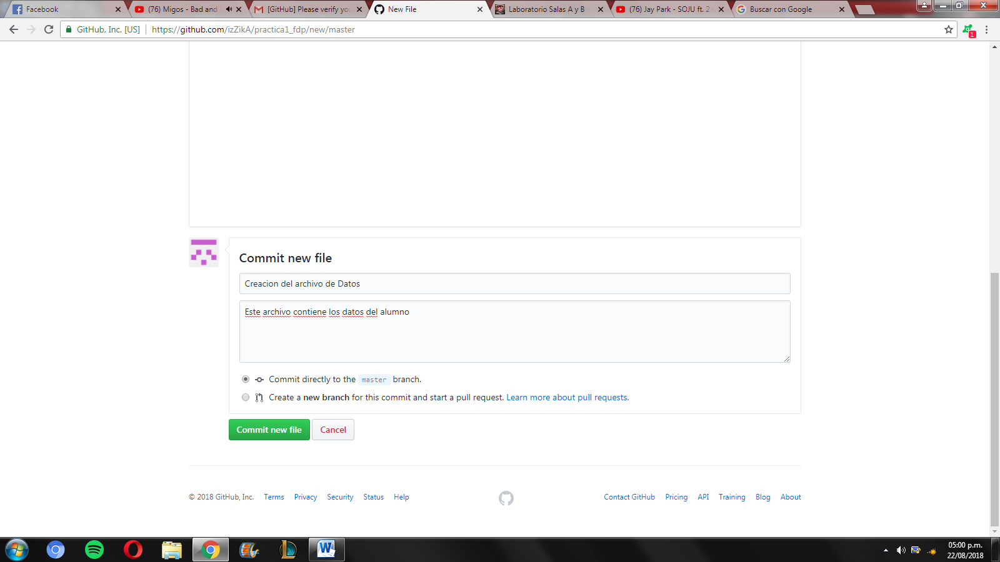 Facebook
(76) Migos - Bad and
[GitHub] Please verify you
New File
Laboratorio Salas A y B
(76) Jay Park - SOJU ft. 2
Buscar con Google
GitHub, Inc. [US]
https://github.com/izZikA/practica1_fdp/new/master
1
Commit new file
Creacion del archivo de Datos
Este archivo contiene los datos del alumno
Commit directly to the master branch.
Create a new branch for this commit and start a pull request. Learn more about pull requests.
Commit new file
Cancel
© 2018 GitHub, Inc.
Terms
Privacy
Security
Status
Help
Contact GitHub
Pricing
API
Training
Blog
About
05:00 p.m.
22/08/2018